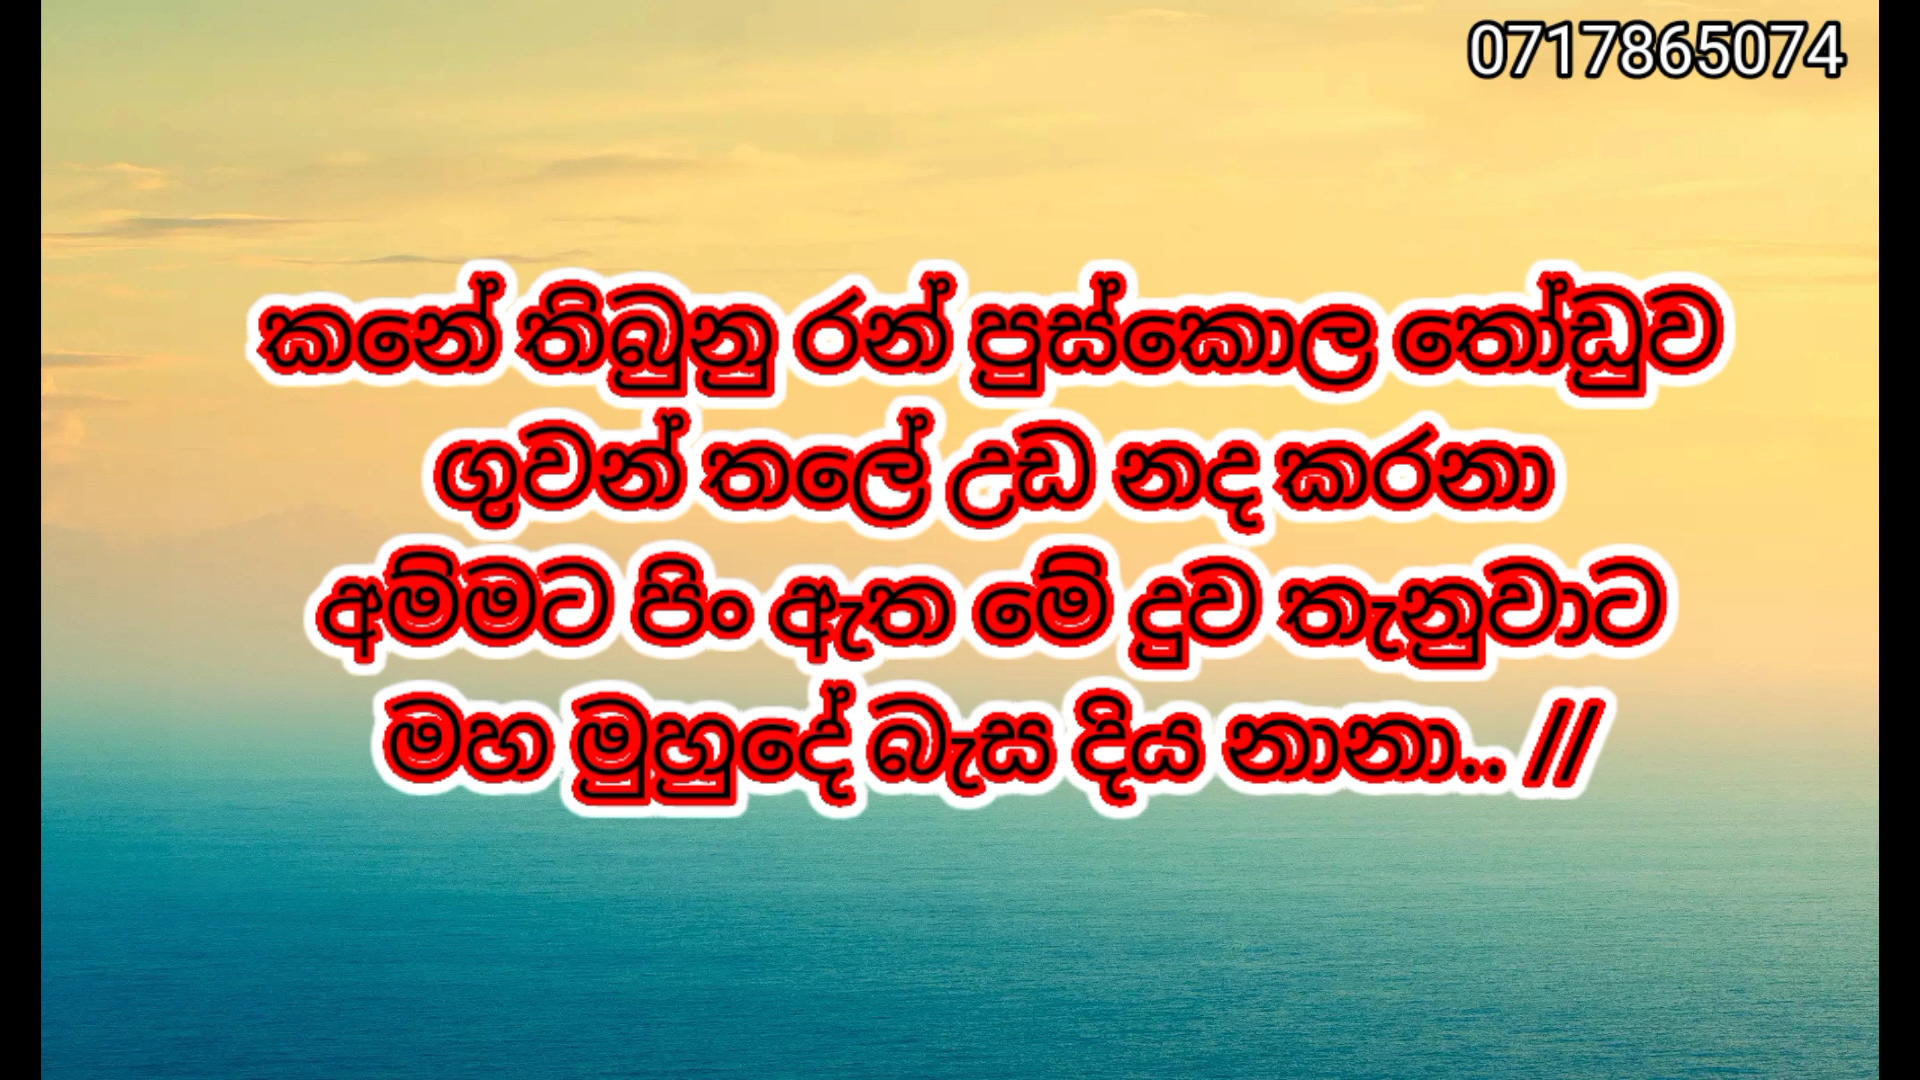 0717865074
කනේ තිබුනු රන් පුස්කොල තෝඩුව
ගුවන් තලේ උඩ නද කරනා
අම්මට පිං ඇත මේ දුව තැනුවාට
මහ මුහුදේ බැස දිය නානා.. //